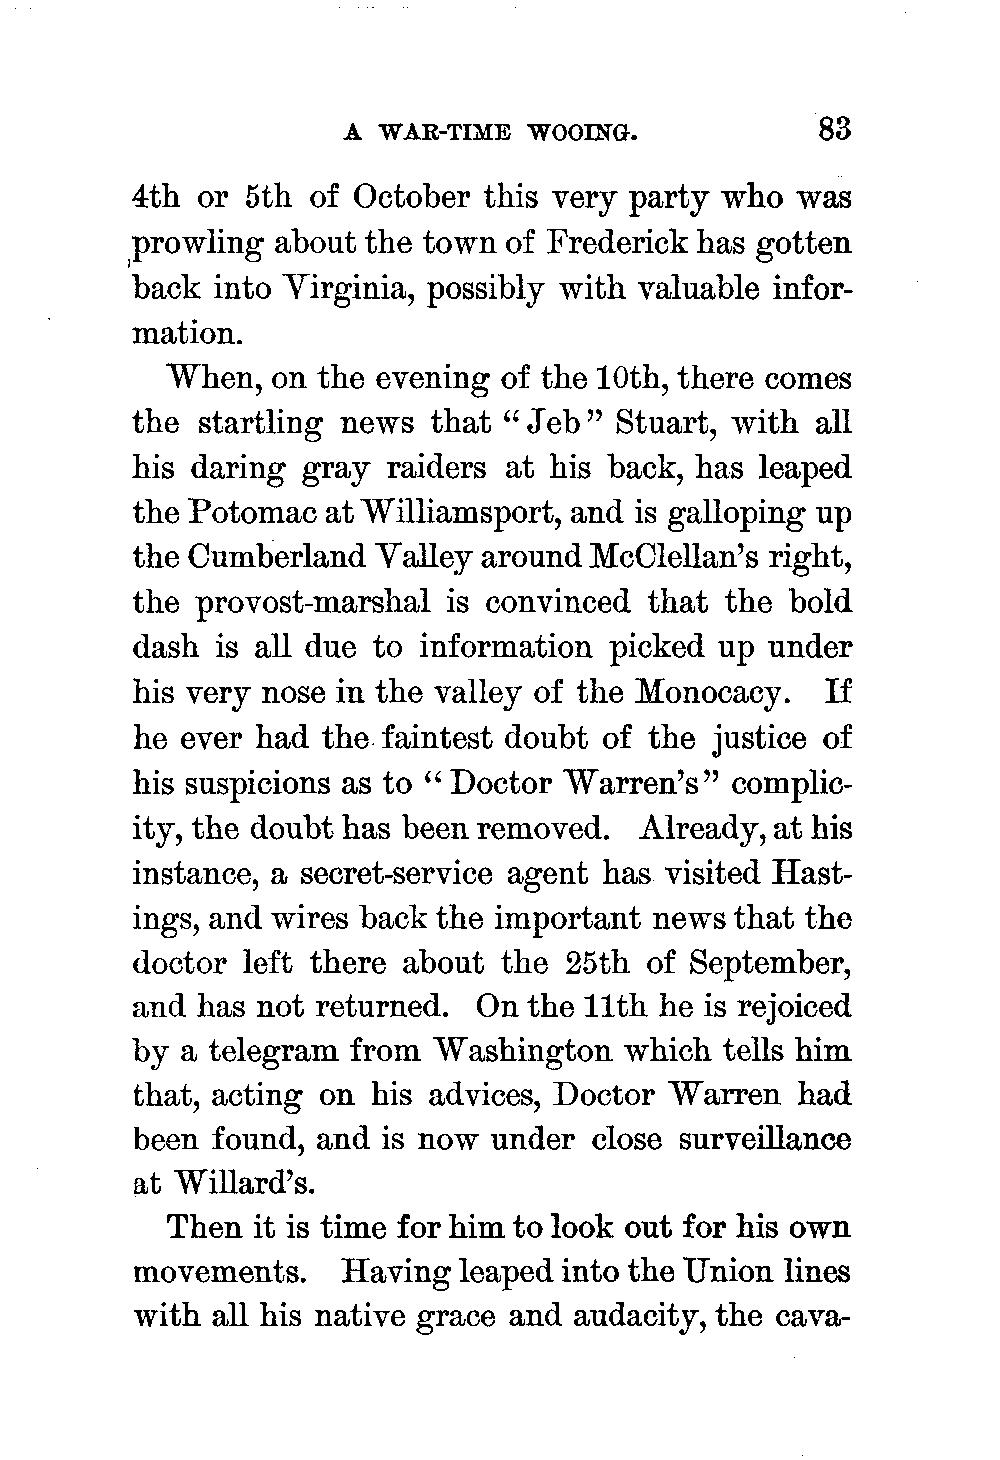 A WAR-TIME WOOING. 83
4th or 5th of October this very party who was
prowling about the town of Frederick has gotten
back into Virginia, possibly with valuable infor-
mation.
When, on the evening of the 10th, there comes
the startling news that “Jeb” Stuart, with all
his daring gray raiders at his back, has leaped
the Potomac at Williamsport, and is galloping up
the Cumberland Valley around McClellan's right,
the provost-marshal is convinced that the bold
dash is all due to information picked up under
his very nose in the valley of the Monocacy. If
he ever had the faintest doubt of the justice of
his suspicions as to “Doctor Warren's” complic-
ity, the doubt has been removed. Already, at his
instance, a secret-service agent has visited Hast-
ings, and wires back the important news that the
doctor left there about the 25th of September,
and has not returned. On the 11th he is rejoiced
by a telegram from Washington which tells him
that, acting on his advices, Doctor Warren had
been found, and is now under close surveillance
at Willard's.
Then it is time for him to look out for his own
movements. Having leaped into the Union lines
with all his native grace and audacity, the cava-